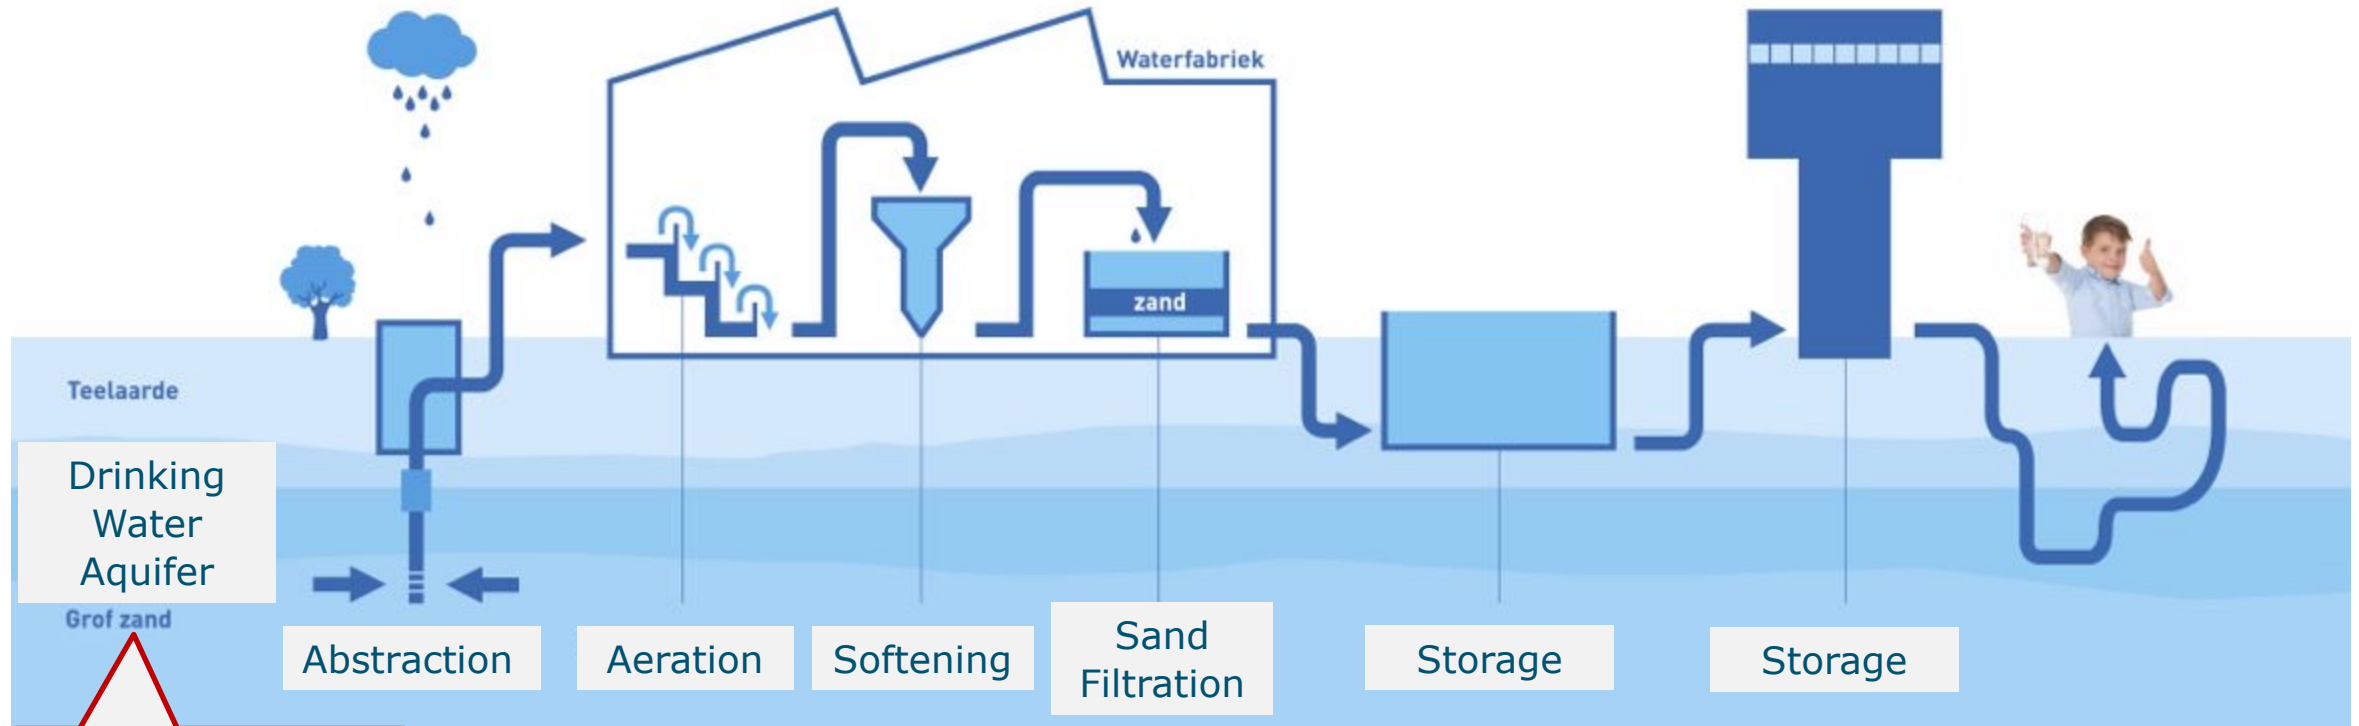 Waterfabriek
zand
Teelaarde
Drinking
Water
Aquifer
Grof zand
Abstraction
Aeration
Softening
Sand
Filtration
Storage
Storage